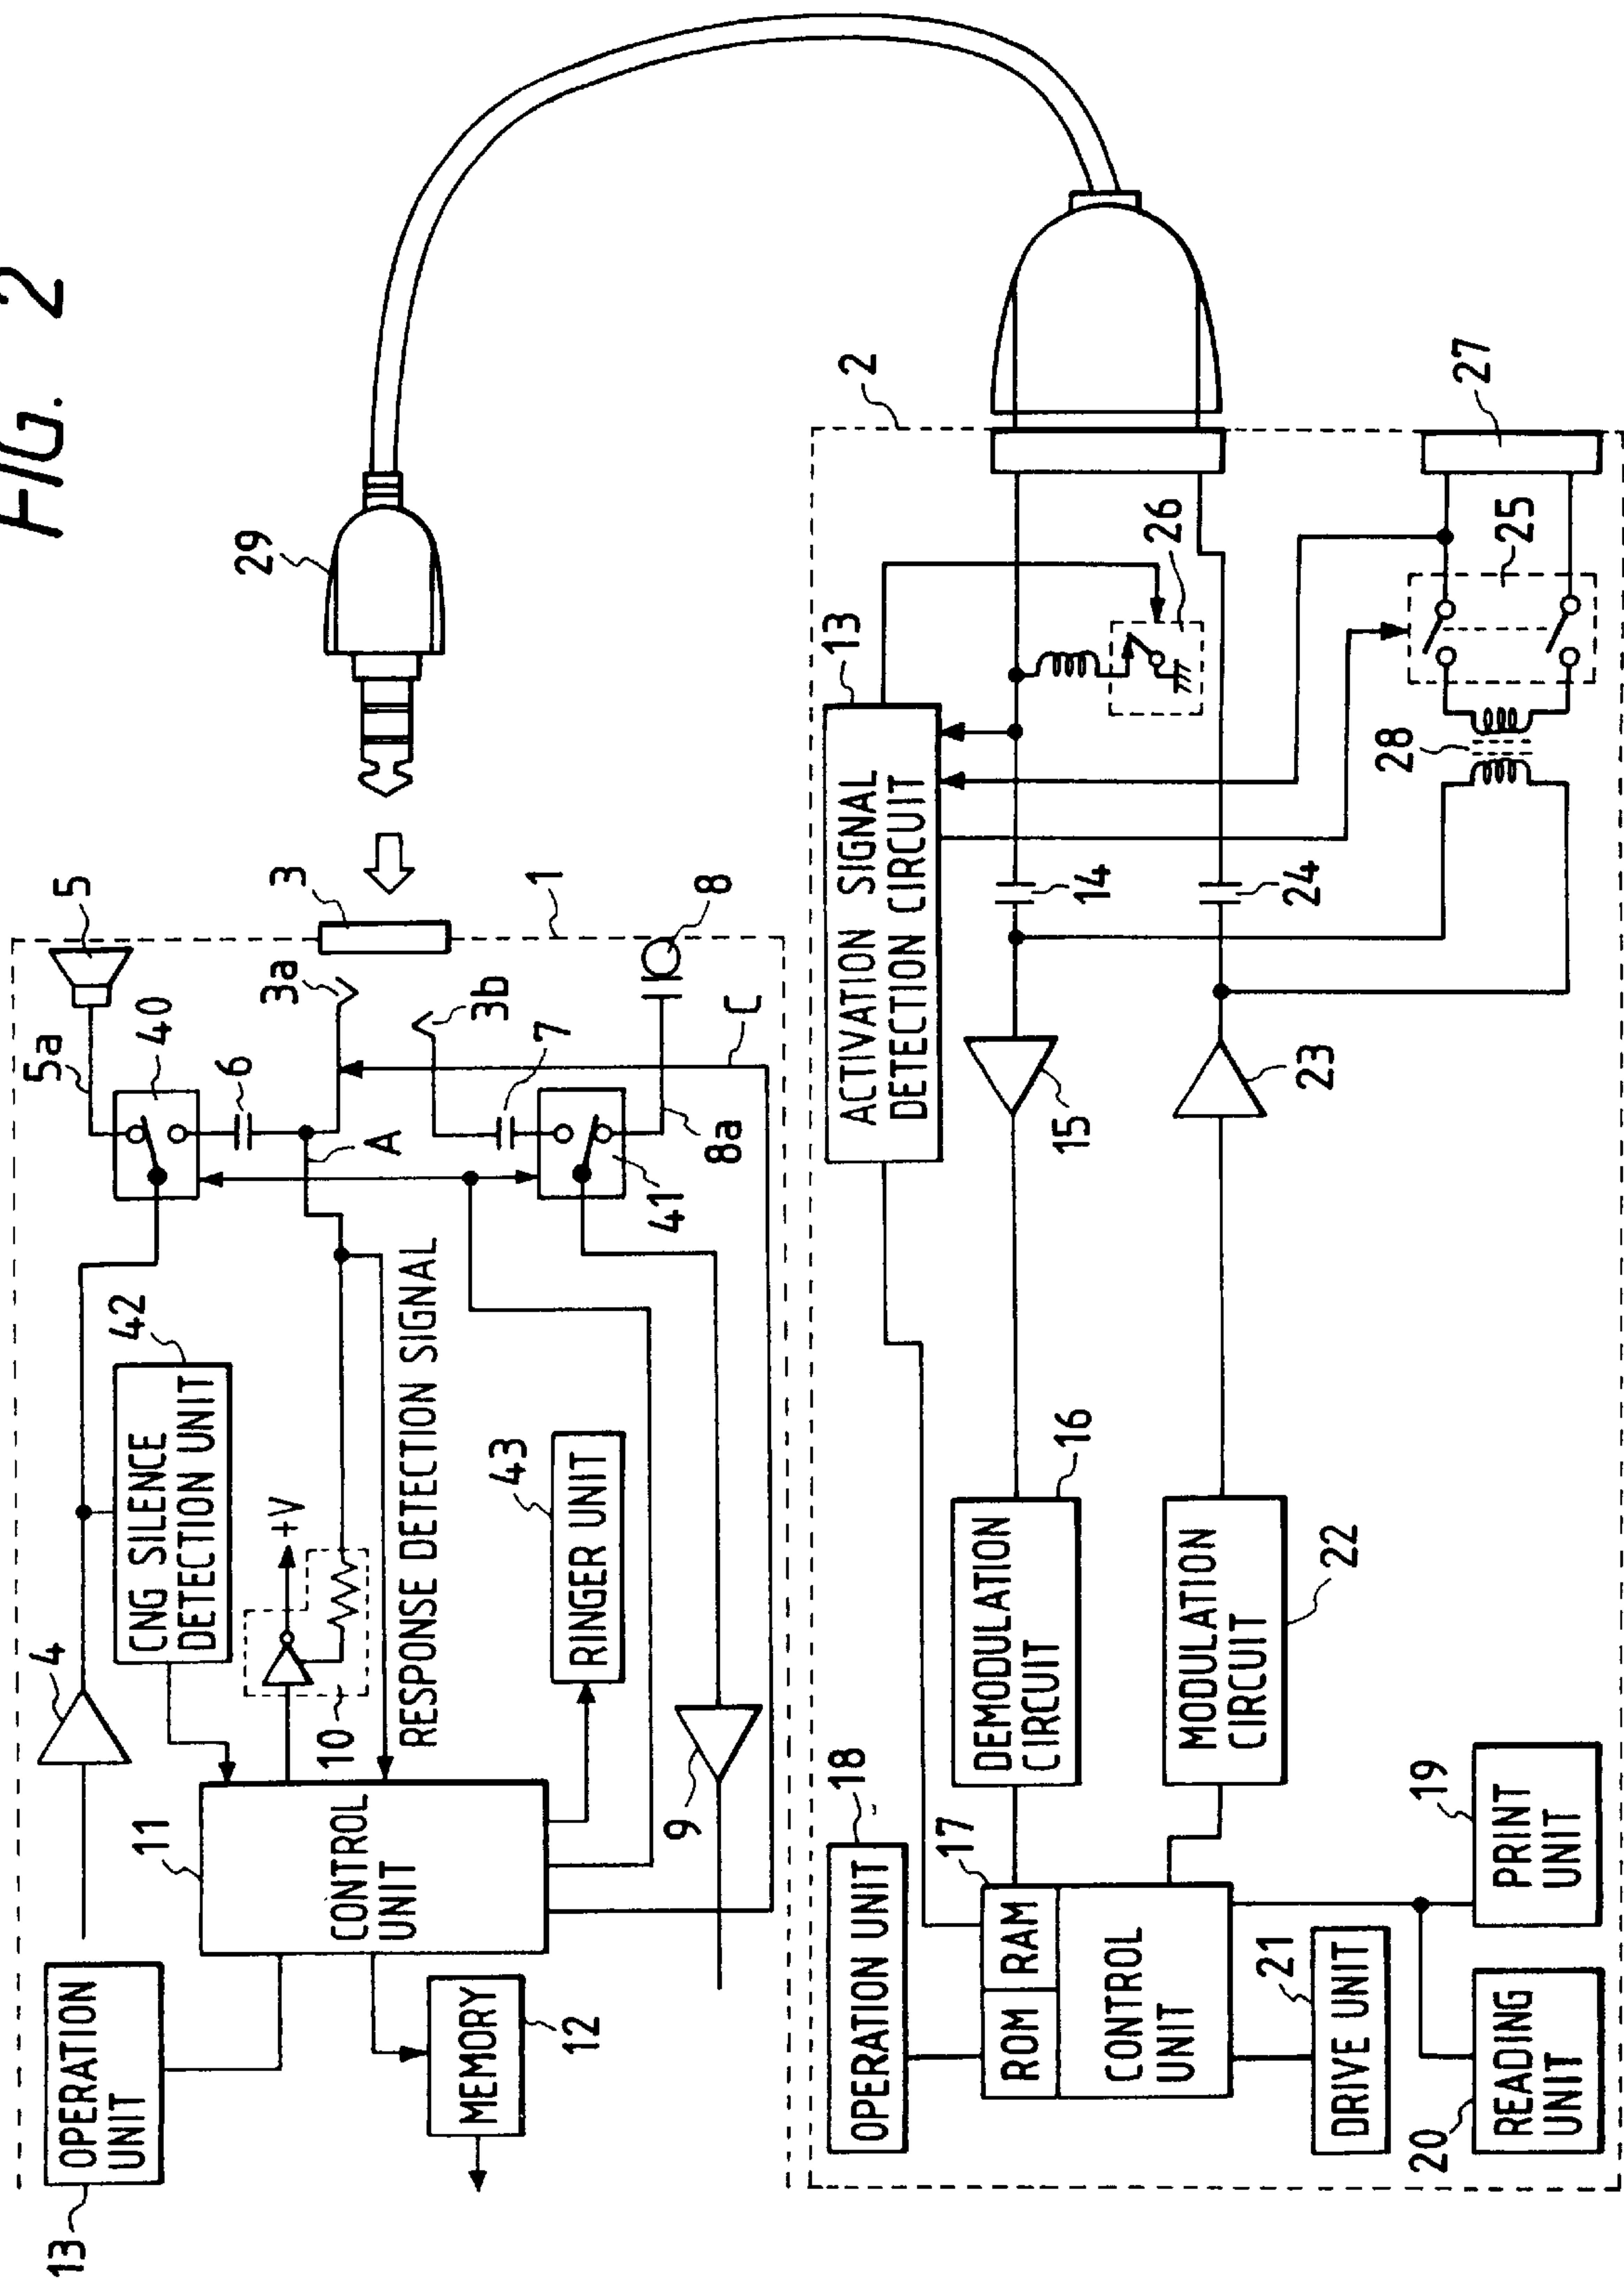 FIG. 2
13
OPERATION
UNIT
11
CONTROL
UNIT
MEMORY
12
4
CNG SILENCE
DETECTION UNIT
42
10
+V
RESPONSE DETECTION SIGNAL
43
RINGER UNIT
9
5a
5
40
6
A
3a
3
3b
7
41
8a
8
C
1
29
2
13
ACTIVATION SIGNAL
DETECTION CIRCUIT
26
14
15
24
23
25
27
28
18
OPERATION UNIT
17
ROM
RAM
CONTROL
UNIT
16
DEMODULATION
CIRCUIT
MODULATION
CIRCUIT
22
21
DRIVE UNIT
19
PRINT
UNIT
20
READING
UNIT